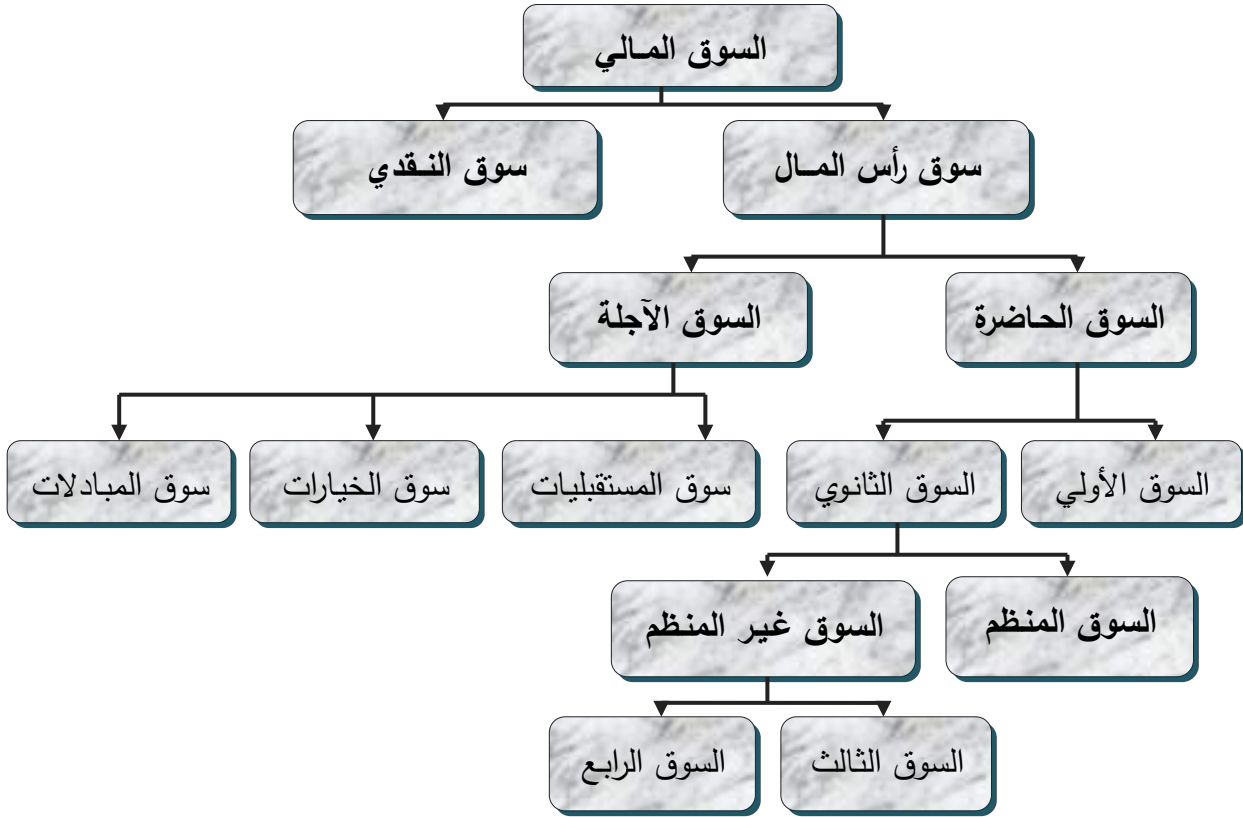 السوق المالي
سوق رأس المال
سوق النقدي
السوق الحاضرة
السوق الآجلة
السوق الأولي
السوق الثانوي
سوق المستقبليات
سوق الخيارات
سوق المبادلات
السوق المنظم
السوق غير المنظم
السوق الثالث
السوق الرابع